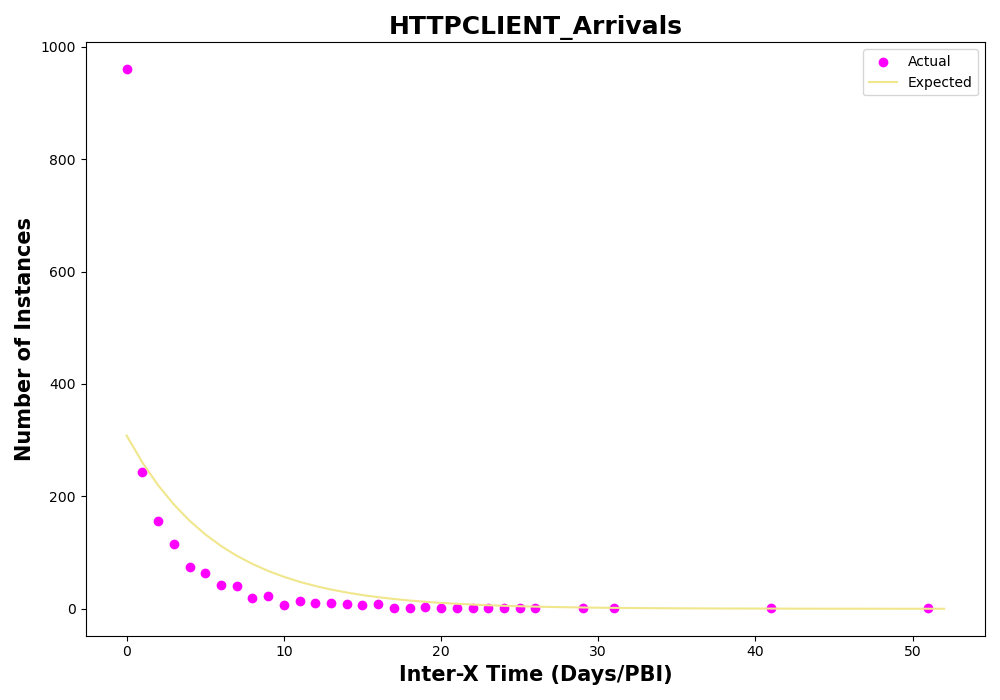 HTTPCLIENT_Arrivals
Actual
Expected
1000
800
600
400
200
0
Number of Instances
0 10 20 30 40 50
Inter-X Time (Days/PBI)